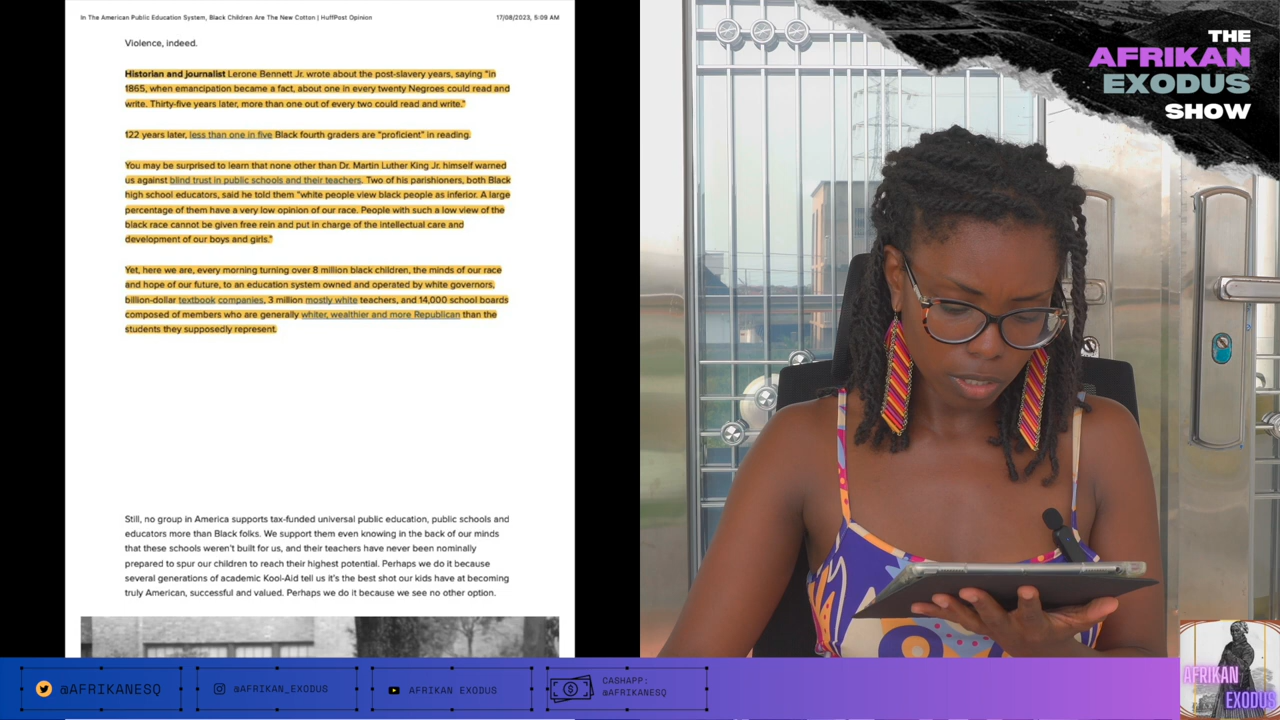 In The American Public Education System, Black Children Are The New Cotton | HuffPost Opinion
17/08/2023, 5:09 AM
Violence, indeed.
Historian and journalist Lerone Bennett Jr. wrote about the post-slavery years, saying "in
1865, when emancipation became a fact, about one in every twenty Negroes could read and
write. Thirty-five years later, more than one out of every two could read and write."
122 years later, less than one in five Black fourth graders are "proficient" in reading.
You may be surprised to learn that none other than Dr. Martin Luther King Jr. himself warned
us against blind trust in public schools and their teachers. Two of his parishioners, both Black
high school educators, said he told them "white people view black people as inferior. A large
percentage of them have a very low opinion of our race. People with such a low view of the
black race cannot be given free rein and put in charge of the intellectual care and
development of our boys and girls."
Yet, here we are, every morning turning over 8 million black children, the minds of our race
and hope of our future, to an education system owned and operated by white governors,
billion-dollar textbook companies, 3 million mostly white teachers, and 14,000 school boards
composed of members who are generally whiter, wealthier and more Republican than the
students they supposedly represent.
Still, no group in America supports tax-funded universal public education, public schools and
educators more than Black folks. We support them even knowing in the back of our minds
that these schools weren't built for us, and their teachers have never been nominally
prepared to spur our children to reach their highest potential. Perhaps we do it because
several generations of academic Kool-Aid tell us it's the best shot our kids have at becoming
truly American, successful and valued. Perhaps we do it because we see no other option.
THE
AFRIKAN
EXODUS
SHOW
@AFRIKANESQ
@AFRIKAN_EXODUS
AFRIKAN EXODUS
CASHAPP:
@AFRIKANESQ
AFRIKAN
EXODUS